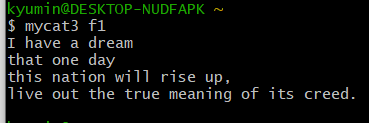 kyumin@DESKTOP-NUDFAPK ~
$ mycat3 f1
I have a dream
that one day
this nation will rise up,
live out the true meaning of its creed.